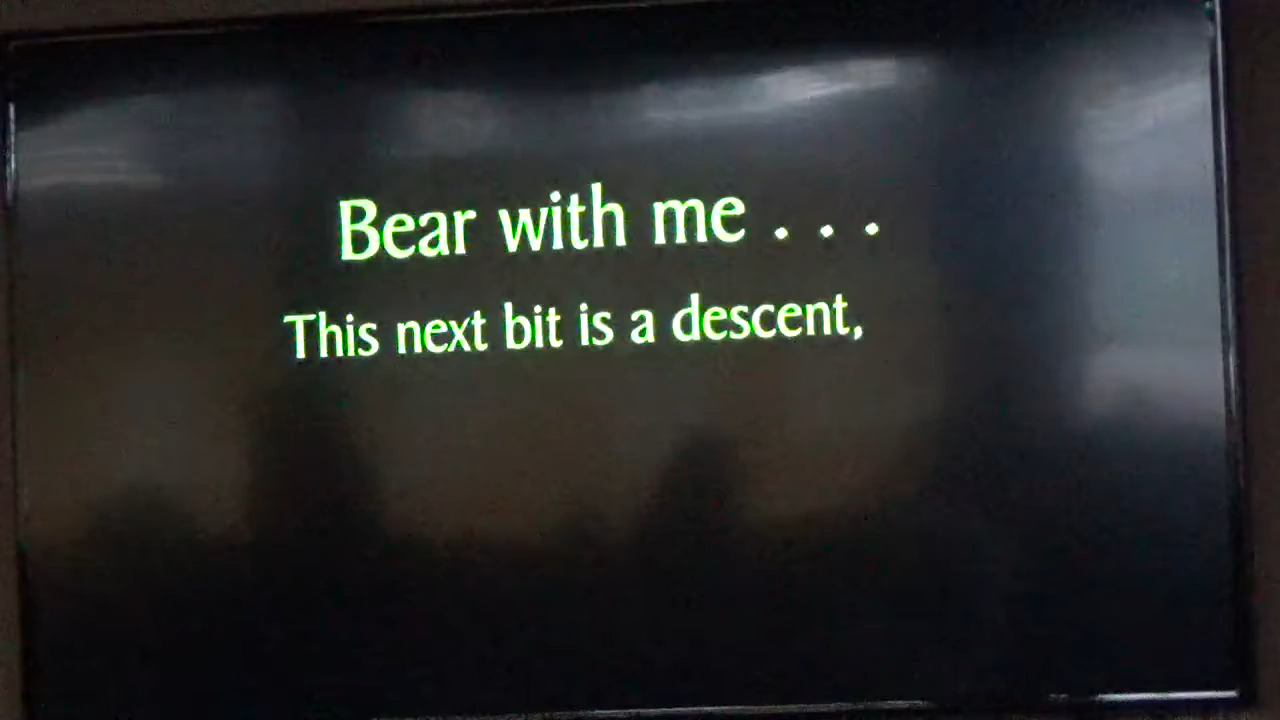 Bear with me . . .
This next bit is a descent,